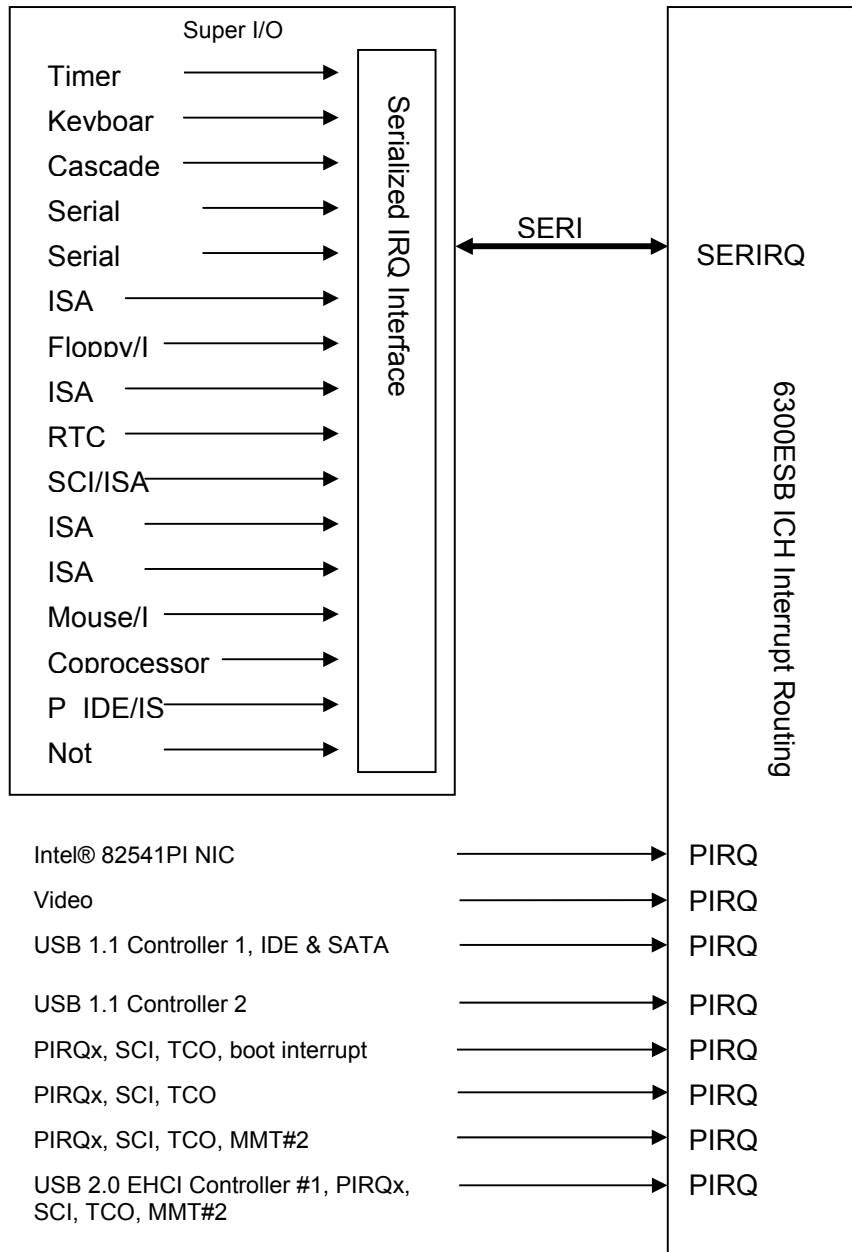 Super I/O
Timer
Keyboar
Cascade
Serial
Serial
ISA
Floppy/I
ISA
RTC
SCI/ISA
ISA
ISA
Mouse/I
Coprocessor
P IDE/IS
Not
Serialized IRQ Interface
SERI
SERIRQ
6300ESB ICH Interrupt Routing
Intel® 82541PI NIC
PIRQ
Video
PIRQ
USB 1.1 Controller 1, IDE & SATA
PIRQ
USB 1.1 Controller 2
PIRQ
PIRQx, SCI, TCO, boot interrupt
PIRQ
PIRQx, SCI, TCO
PIRQ
PIRQx, SCI, TCO, MMT#2
PIRQ
USB 2.0 EHCI Controller #1, PIRQx,
SCI, TCO, MMT#2
PIRQ